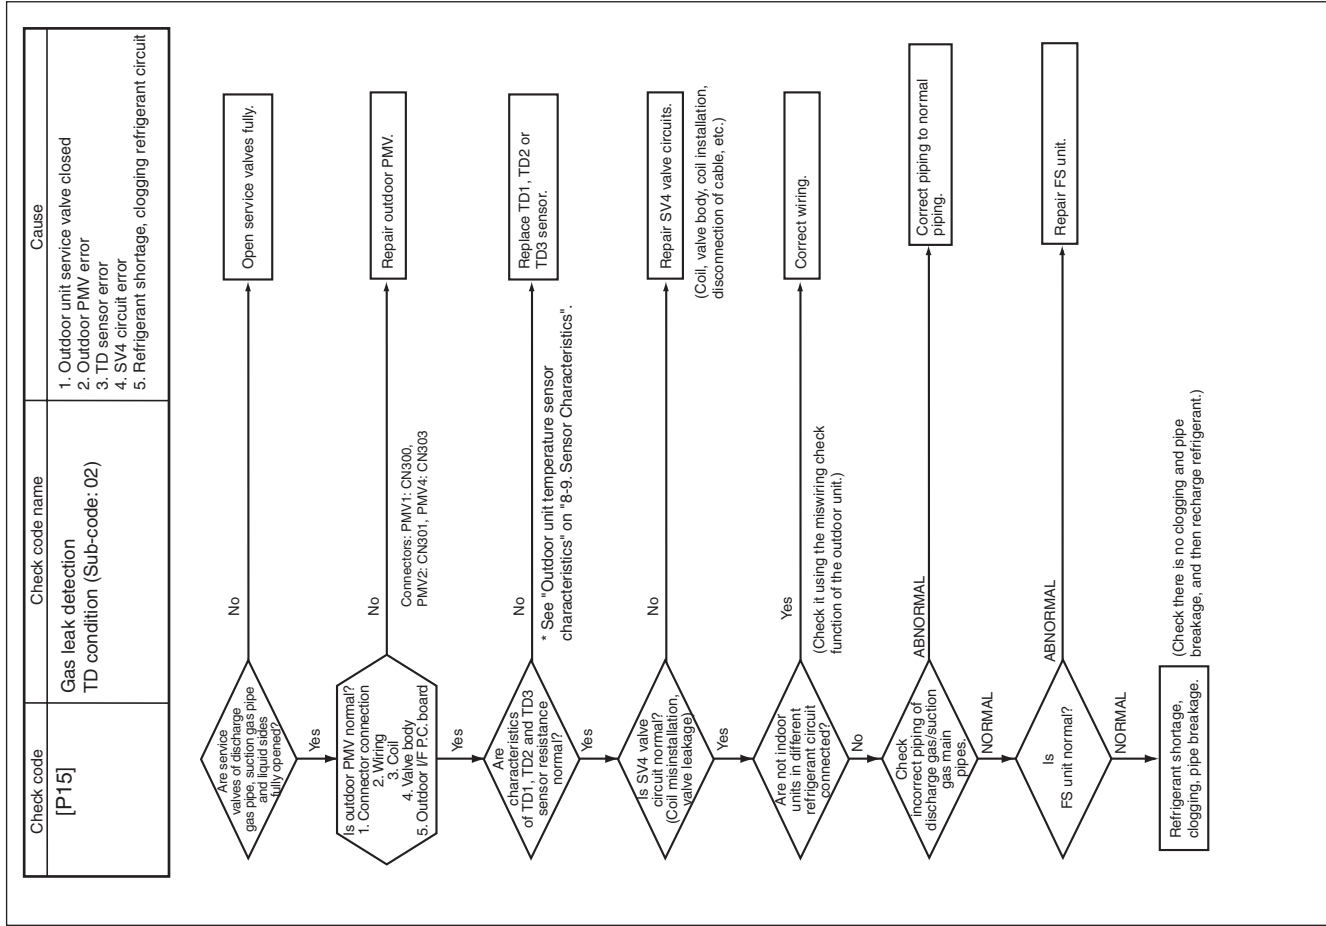 Check code
Check code name
Cause
[P15]
Gas leak detection
TD condition (Sub-code: 02)
1. Outdoor unit service valve closed
2. Outdoor PMV error
3. TD sensor error
4. SV4 circuit error
5. Refrigerant shortage, clogging refrigerant circuit
Are service
valves of discharge
gas pipe, suction gas pipe
and liquid sides
fully opened?
No
Open service valves fully.
Yes
Is outdoor PMV normal?
1. Connector connection
2. Wiring
3. Coil
4. Valve body
5. Outdoor I/F P.C. board
No
Repair outdoor PMV.
Connectors: PMV1: CN300,
PMV2: CN301, PMV4: CN303
Yes
Are
characteristics
of TD1, TD2 and TD3
sensor resistance
normal?
No
Replace TD1, TD2 or
TD3 sensor.
* See "Outdoor unit temperature sensor
characteristics" on "8-9. Sensor Characteristics".
Yes
Is SV4 valve
circuit normal?
(Coil misinstallation,
valve leakage)
No
Repair SV4 valve circuits.
(Coil, valve body, coil installation,
disconnection of cable, etc.)
Yes
Are not indoor
units in different
refrigerant circuit
connected?
Yes
Correct wiring.
(Check it using the miswiring check
function of the outdoor unit.)
No
Check
incorrect piping of
discharge gas/suction
gas main
pipes.
ABNORMAL
Correct piping to normal
piping.
NORMAL
Is
FS unit normal?
ABNORMAL
Repair FS unit.
NORMAL
Refrigerant shortage,
clogging, pipe breakage.
(Check there is no clogging and pipe
breakage, and then recharge refrigerant.)